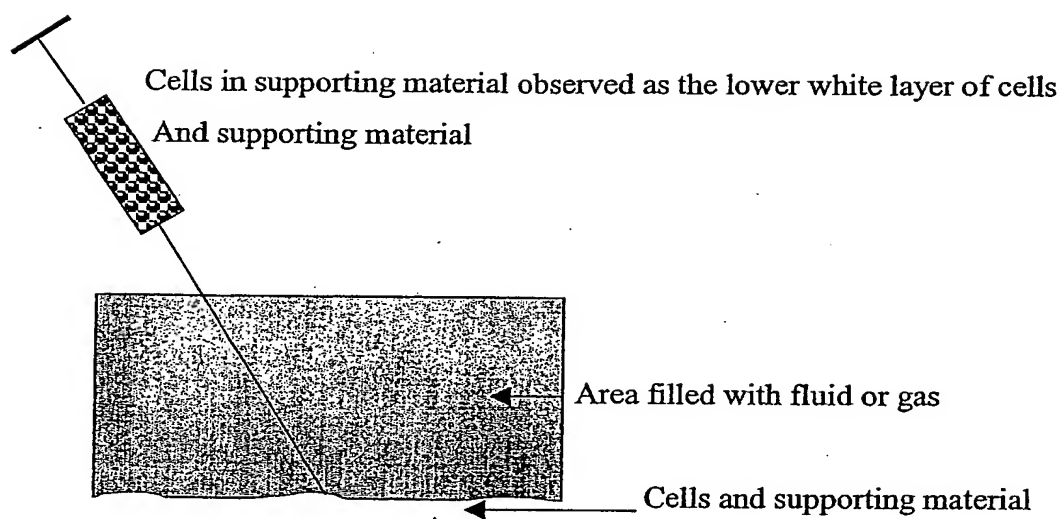 Cells in supporting material observed as the lower white layer of cells
And supporting material
Area filled with fluid or gas
Cells and supporting material